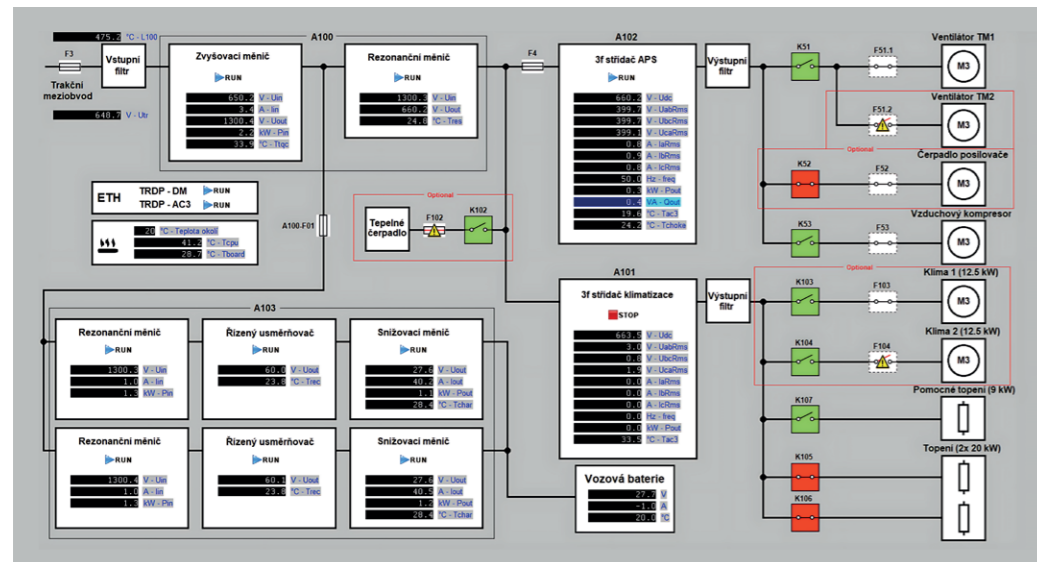 475.2 °C - L100
F3
Vstupní
filtr
Trakční
meziobvod
648.7 V - Utr
A100
Zvyšovací měnič
RUN
650.2 V - Uin
3.4 A - Iin
1300.4 V - Uout
2.2 kW - Pin
33.9 °C - Ttqc
Rezonanční měnič
RUN
1300.3 V - Uin
660.2 V - Uout
24.8 °C - Tres
F4
A102
3f střídač APS
RUN
660.2 V - Udc
399.7 V - UabRms
399.7 V - UbcRms
399.1 V - UcaRms
0.8 A - IaRms
0.9 A - IbRms
0.8 A - IcRms
50.0 Hz - freq
0.3 kW - Pout
0.4 VA - Qout
19.6 °C - Tac3
24.2 °C - Tchoke
Výstupní
filtr
K51
F51.1
Ventilátor TM1
M3
Ventilátor TM2
F51.2
M3
Optional
Čerpadlo posilovače
K52
F52
M3
Vzduchový kompresor
K53
F53
M3
ETH
TRDP - DM RUN
TRDP - AC3 RUN
20 °C - Teplota okolí
41.2 °C - Tcpu
28.7 °C - Tboard
A100-F01
Optional
Tepelné
čerpadlo
F102
K102
A101
3f střídač klimatizace
STOP
663.5 V - Udc
3.0 V - UabRms
0.8 V - UbcRms
1.9 V - UcaRms
0.0 A - IaRms
0.0 A - IbRms
0.0 A - IcRms
0.0 Hz - freq
0.0 kW - Pout
33.5 °C - Tac3
Výstupní
filtr
Optional
Klima 1 (12.5 kW)
K103
F103
M3
Klima 2 (12.5 kW)
K104
F104
M3
Pomocné topení (9 kW)
K107
Topení (2x 20 kW)
K105
K106
A103
Rezonanční měnič
RUN
1300.3 V - Uin
1.0 A - Iin
1.3 kW - Pin
Řízený usměrňovač
RUN
60.0 V - Uout
23.8 °C - Trec
Snižovací měnič
RUN
27.6 V - Uout
40.2 A - Iout
1.1 kW - Pout
28.4 °C - Tchar
Rezonanční měnič
RUN
1300.4 V - Uin
1.0 A - Iin
1.3 kW - Pin
Řízený usměrňovač
RUN
60.1 V - Uout
23.8 °C - Trec
Snižovací měnič
RUN
27.6 V - Uout
40.5 A - Iout
1.2 kW - Pout
28.4 °C - Tchar
Vozová baterie
27.7 V
-1.0 A
20.0 °C